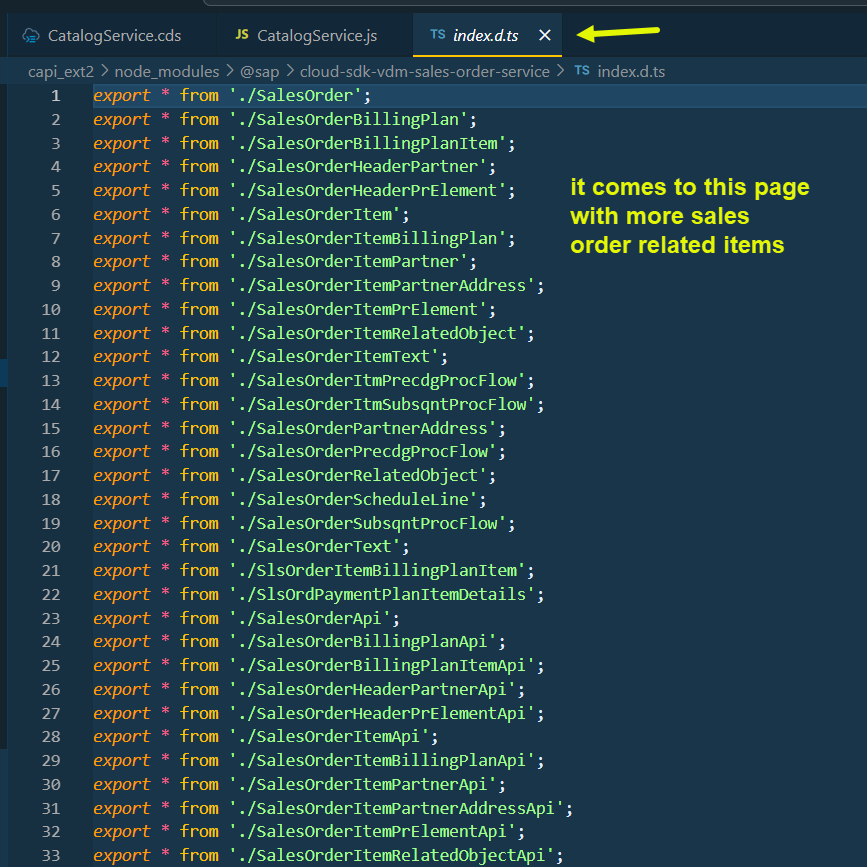 CatalogService.cds JS CatalogService.js TS index.d.ts ×
capi_ext2 > node_modules > @sap > cloud-sdk-vdm-sales-order-service > TS index.d.ts
1 export * from './SalesOrder';
2 export * from './SalesOrderBillingPlan';
3 export * from './SalesOrderBillingPlanItem';
4 export * from './SalesOrderHeaderPartner';
5 export * from './SalesOrderHeaderPrElement';
6 export * from './SalesOrderItem';
7 export * from './SalesOrderItemBillingPlan';
8 export * from './SalesOrderItemPartner';
9 export * from './SalesOrderItemPartnerAddress';
10 export * from './SalesOrderItemPrElement';
11 export * from './SalesOrderItemRelatedObject';
12 export * from './SalesOrderItemText';
13 export * from './SalesOrderItmPrecdgProcFlow';
14 export * from './SalesOrderItmSubsqntProcFlow';
15 export * from './SalesOrderPartnerAddress';
16 export * from './SalesOrderPrecdgProcFlow';
17 export * from './SalesOrderRelatedObject';
18 export * from './SalesOrderScheduleLine';
19 export * from './SalesOrderSubsqntProcFlow';
20 export * from './SalesOrderText';
21 export * from './SlsOrderItemBillingPlanItem';
22 export * from './SlsOrdPaymentPlanItemDetails';
23 export * from './SalesOrderApi';
24 export * from './SalesOrderBillingPlanApi';
25 export * from './SalesOrderBillingPlanItemApi';
26 export * from './SalesOrderHeaderPartnerApi';
27 export * from './SalesOrderHeaderPrElementApi';
28 export * from './SalesOrderItemApi';
29 export * from './SalesOrderItemBillingPlanApi';
30 export * from './SalesOrderItemPartnerApi';
31 export * from './SalesOrderItemPartnerAddressApi';
32 export * from './SalesOrderItemPrElementApi';
33 export * from './SalesOrderItemRelatedObjectApi';
it comes to this page
with more sales
order related items